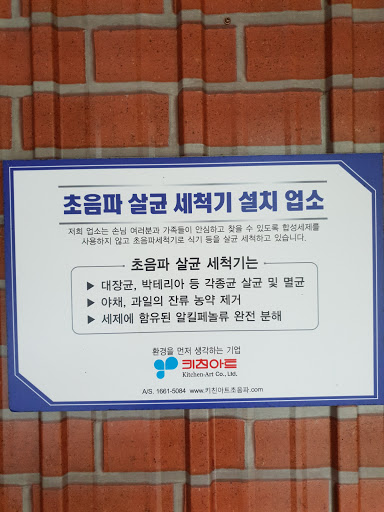 초음파 살균 세척기 설치 업소
저희 업소는 손님 여러분과 가족들이 안심하고 찾을 수 있도록 합성세제를
사용하지 않고 초음파세척기로 식기 등을 살균 세척하고 있습니다.
초음파 살균 세척기는
▶ 대장균, 박테리아 등 각종균 살균 및 멸균
▶ 야채, 과일의 잔류 농약 제거
▶ 세제에 함유된 알킬페놀류 완전 분해
환경을 먼저 생각하는 기업
키친아트
Kitchen-Art Co., Ltd.
A/S. 1661-5084 www.키친아트초음파.com